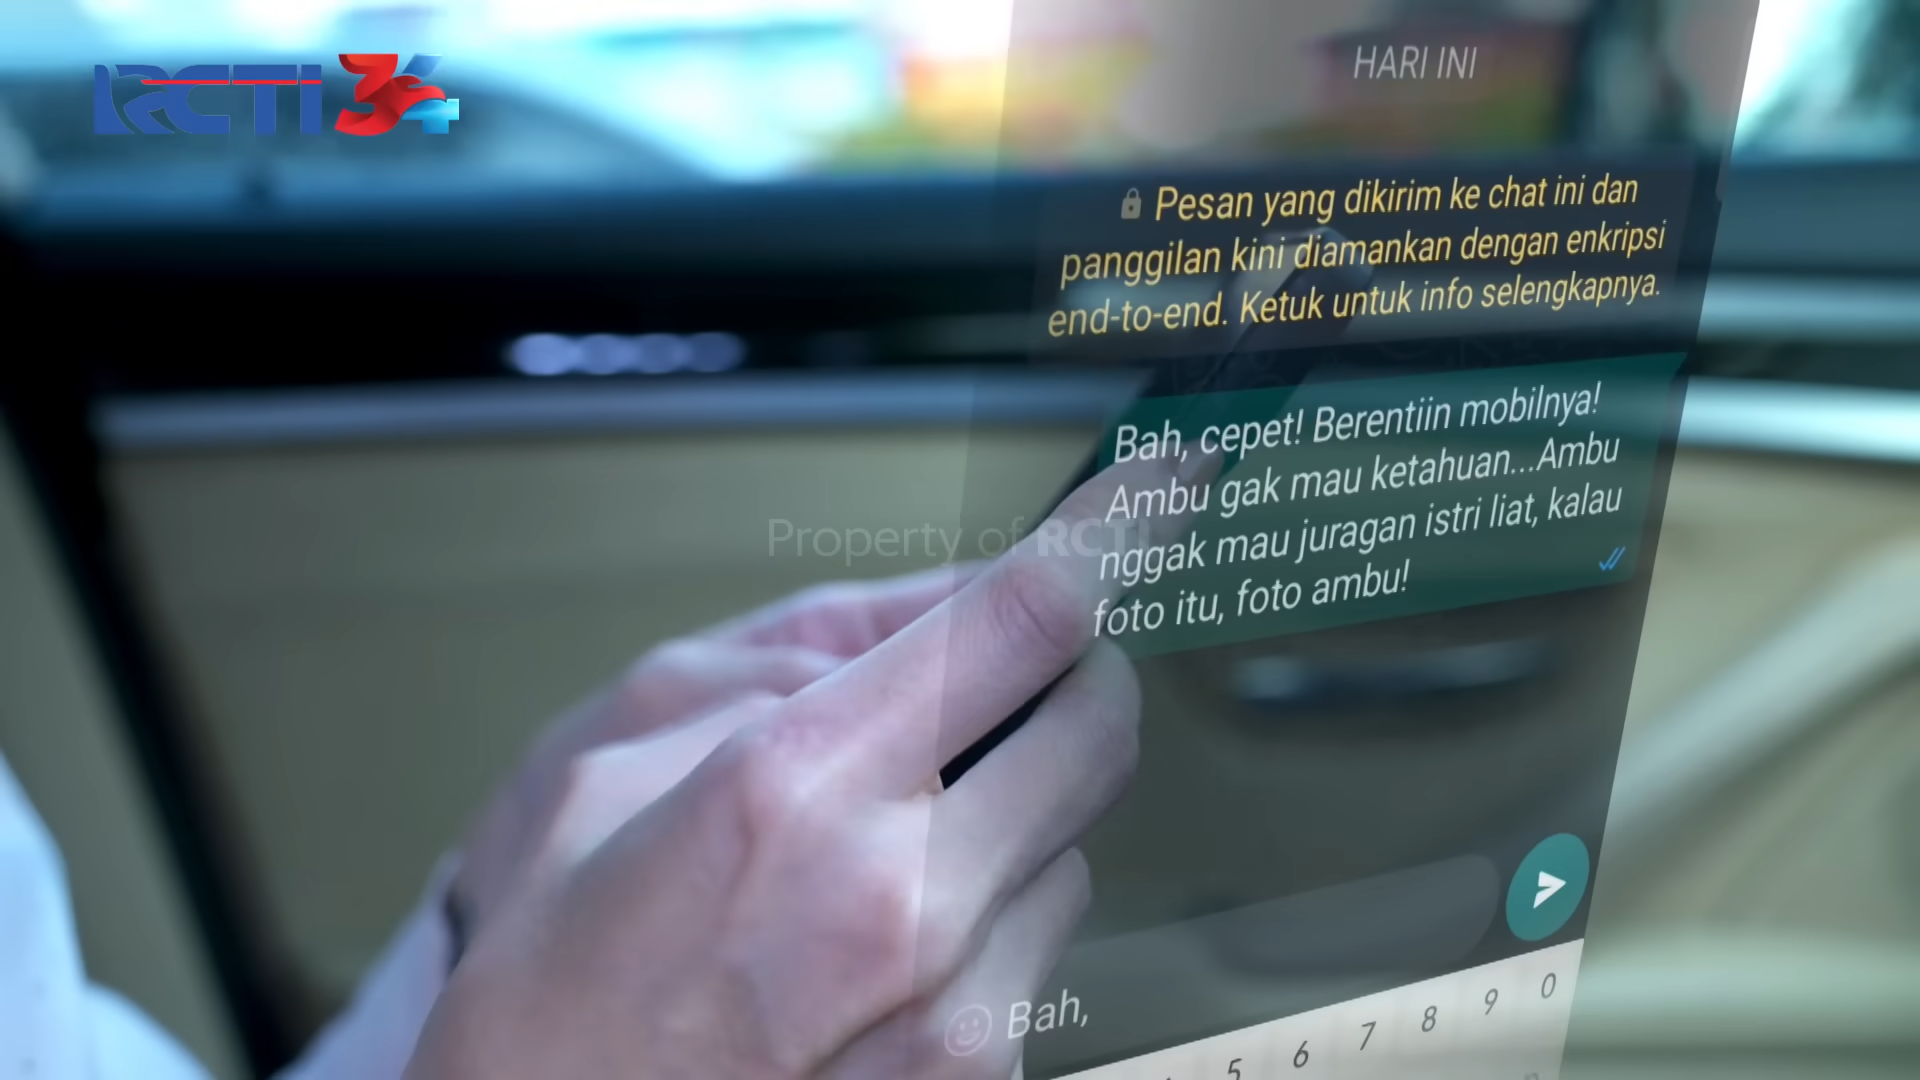 RCTI 34
HARI INI
Pesan yang dikirim ke chat ini dan
panggilan kini diamankan dengan enkripsi
end-to-end. Ketuk untuk info selengkapnya.
Bah, cepet! Berentiin mobilnya!
Ambu gak mau ketahuan...Ambu
nggak mau juragan istri liat, kalau
foto itu, foto ambu!
Property of RCTI
Bah,
5 6 7 8 9 0